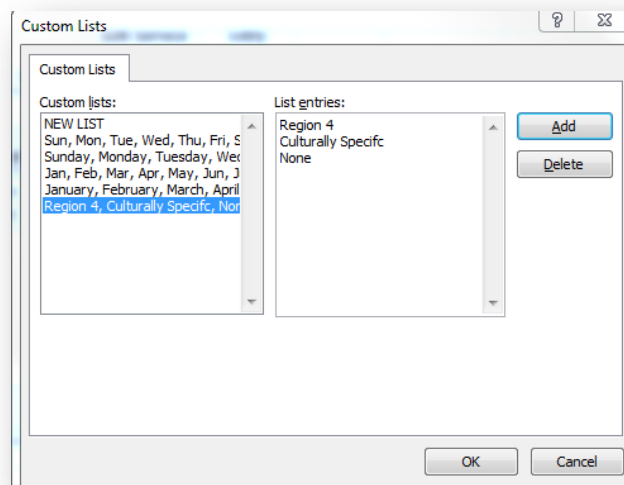 Custom Lists
Custom Lists
Custom lists:
NEW LIST
Sun, Mon, Tue, Wed, Thu, Fri, S
Sunday, Monday, Tuesday, Wed
Jan, Feb, Mar, Apr, May, Jun, J
January, February, March, April
Region 4, Culturally Specifc, Non
List entries:
Region 4
Culturally Specifc
None
Add
Delete
OK
Cancel